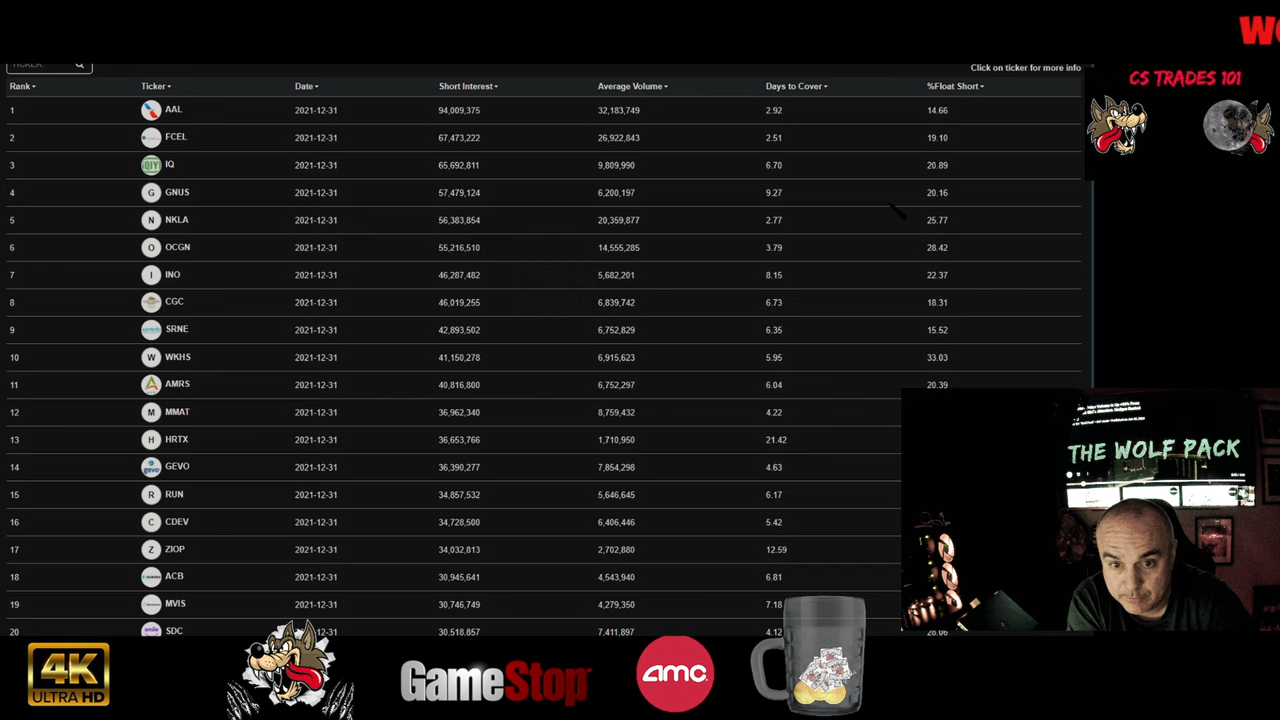 WO
TICKER:
Click on ticker for more info
Rank Ticker Date Short Interest Average Volume Days to Cover %Float Short
CS TRADES 101
1 AAL 2021-12-31 94,009,375 32,183,749 2.92 14.66
2 FCEL 2021-12-31 67,473,222 26,922,843 2.51 19.10
3 IQ 2021-12-31 65,692,811 9,809,990 6.70 20.89
4 G GNUS 2021-12-31 57,479,124 6,200,197 9.27 20.16
5 N NKLA 2021-12-31 56,383,854 20,359,877 2.77 25.77
6 O OCGN 2021-12-31 55,216,510 14,555,285 3.79 28.42
7 I INO 2021-12-31 46,287,482 5,682,201 8.15 22.37
8 CGC 2021-12-31 46,019,255 6,839,742 6.73 18.31
9 SRNE 2021-12-31 42,893,502 6,752,829 6.35 15.52
10 W WKHS 2021-12-31 41,150,278 6,915,623 5.95 33.03
11 AMRS 2021-12-31 40,816,800 6,752,297 6.04 20.39
12 M MMAT 2021-12-31 36,962,340 8,759,432 4.22
13 H HRTX 2021-12-31 36,653,766 1,710,950 21.42
14 gevo GEVO 2021-12-31 36,390,277 7,854,298 4.63
15 R RUN 2021-12-31 34,857,532 5,646,645 6.17
16 C CDEV 2021-12-31 34,728,500 6,406,446 5.42
17 Z ZIOP 2021-12-31 34,032,813 2,702,880 12.59
18 ACB 2021-12-31 30,945,641 4,543,940 6.81
19 MVIS 2021-12-31 30,746,749 4,279,350 7.18
20 SDC 12-31 30,518,857 7,411,897 4.12 28.06
THE WOLF PACK
4K
ULTRA HD
GameStop
amc